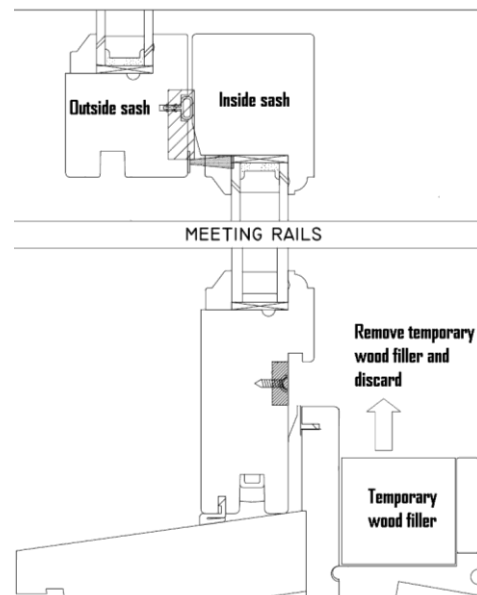 Outside sash
Inside sash
MEETING RAILS
Remove temporary
wood filler and
discard
Temporary
wood filler